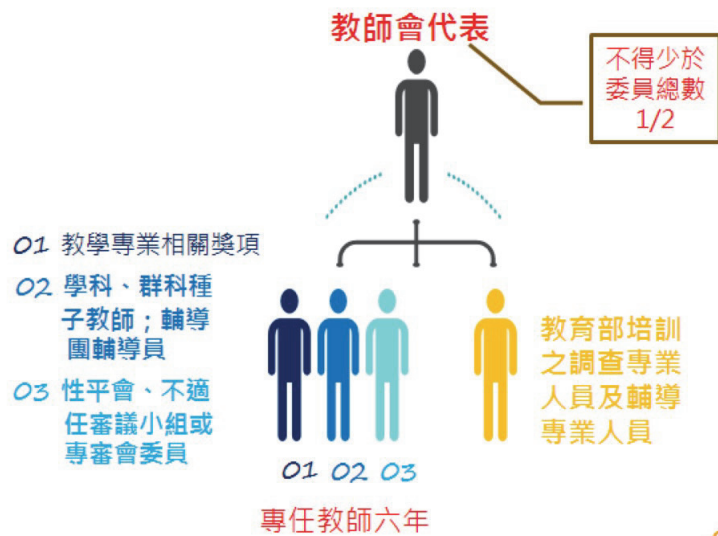 教師會代表
不得少於
委員總數
1/2
01 教學專業相關獎項
02 學科、群科種
子教師；輔導
團輔導員
03 性平會、不適
任審議小組或
專審會委員
教育部培訓
之調查專業
人員及輔導
專業人員
01 02 03
專任教師六年